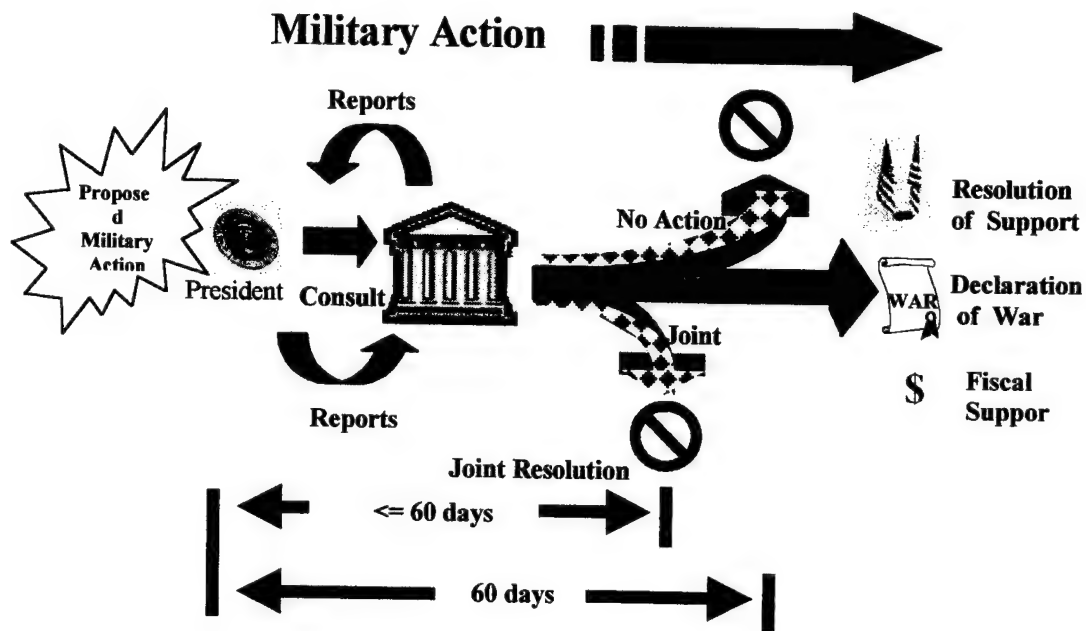 Military Action
Reports
Propose
d
Military
Action
President
Consult
Reports
No Action
Joint
Resolution
of Support
WAR
Declaration
of War
$ Fiscal
Suppor
Joint Resolution
<= 60 days
60 days